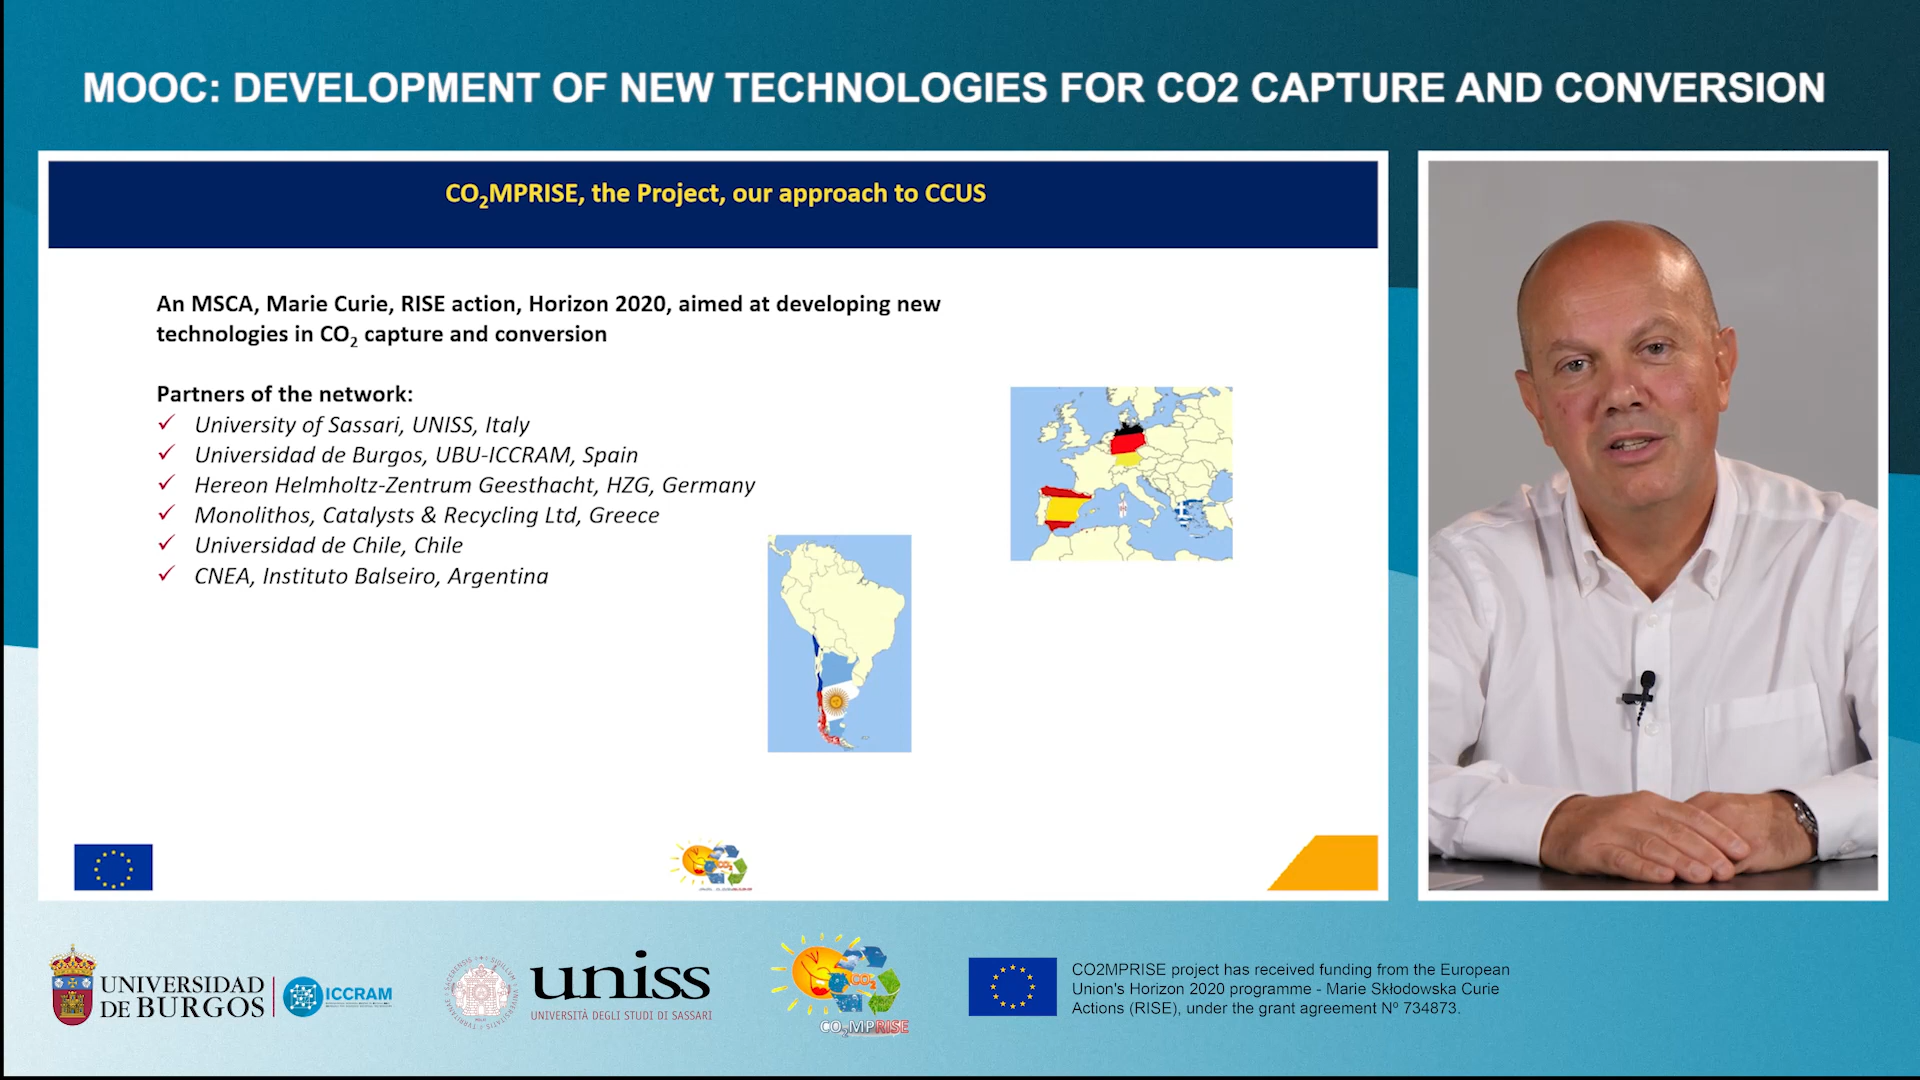 MOOC: DEVELOPMENT OF NEW TECHNOLOGIES FOR CO2 CAPTURE AND CONVERSION
CO₂MPRISE, the Project, our approach to CCUS
An MSCA, Marie Curie, RISE action, Horizon 2020, aimed at developing new
technologies in CO₂ capture and conversion
Partners of the network:
✓ University of Sassari, UNISS, Italy
✓ Universidad de Burgos, UBU-ICCRAM, Spain
✓ Hereon Helmholtz-Zentrum Geesthacht, HZG, Germany
✓ Monolithos, Catalysts & Recycling Ltd, Greece
✓ Universidad de Chile, Chile
✓ CNEA, Instituto Balseiro, Argentina
UNIVERSIDAD
DE BURGOS
ICCRAM
uniss
UNIVERSITÀ DEGLI STUDI DI SASSARI
CO₂
CO₂MPRISE
CO2MPRISE project has received funding from the European
Union's Horizon 2020 programme - Marie Skłodowska Curie
Actions (RISE), under the grant agreement Nº 734873.